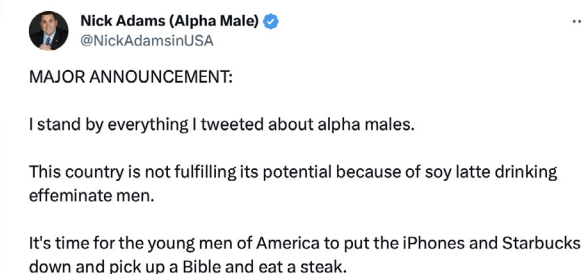 Nick Adams (Alpha Male)
@NickAdamsinUSA
MAJOR ANNOUNCEMENT:
I stand by everything I tweeted about alpha males.
This country is not fulfilling its potential because of soy latte drinking
effeminate men.
It's time for the young men of America to put the iPhones and Starbucks
down and pick up a Bible and eat a steak.